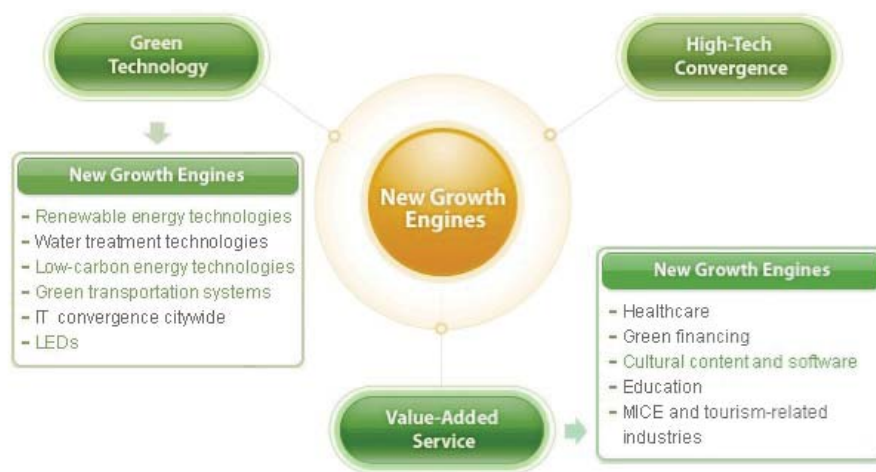 Green
Technology
High-Tech
Convergence
New Growth Engines
- Renewable energy technologies
- Water treatment technologies
- Low-carbon energy technologies
- Green transportation systems
- IT convergence citywide
- LEDs
New Growth
Engines
New Growth Engines
- Healthcare
- Green financing
- Cultural content and software
- Education
- MICE and tourism-related
industries
Value-Added
Service